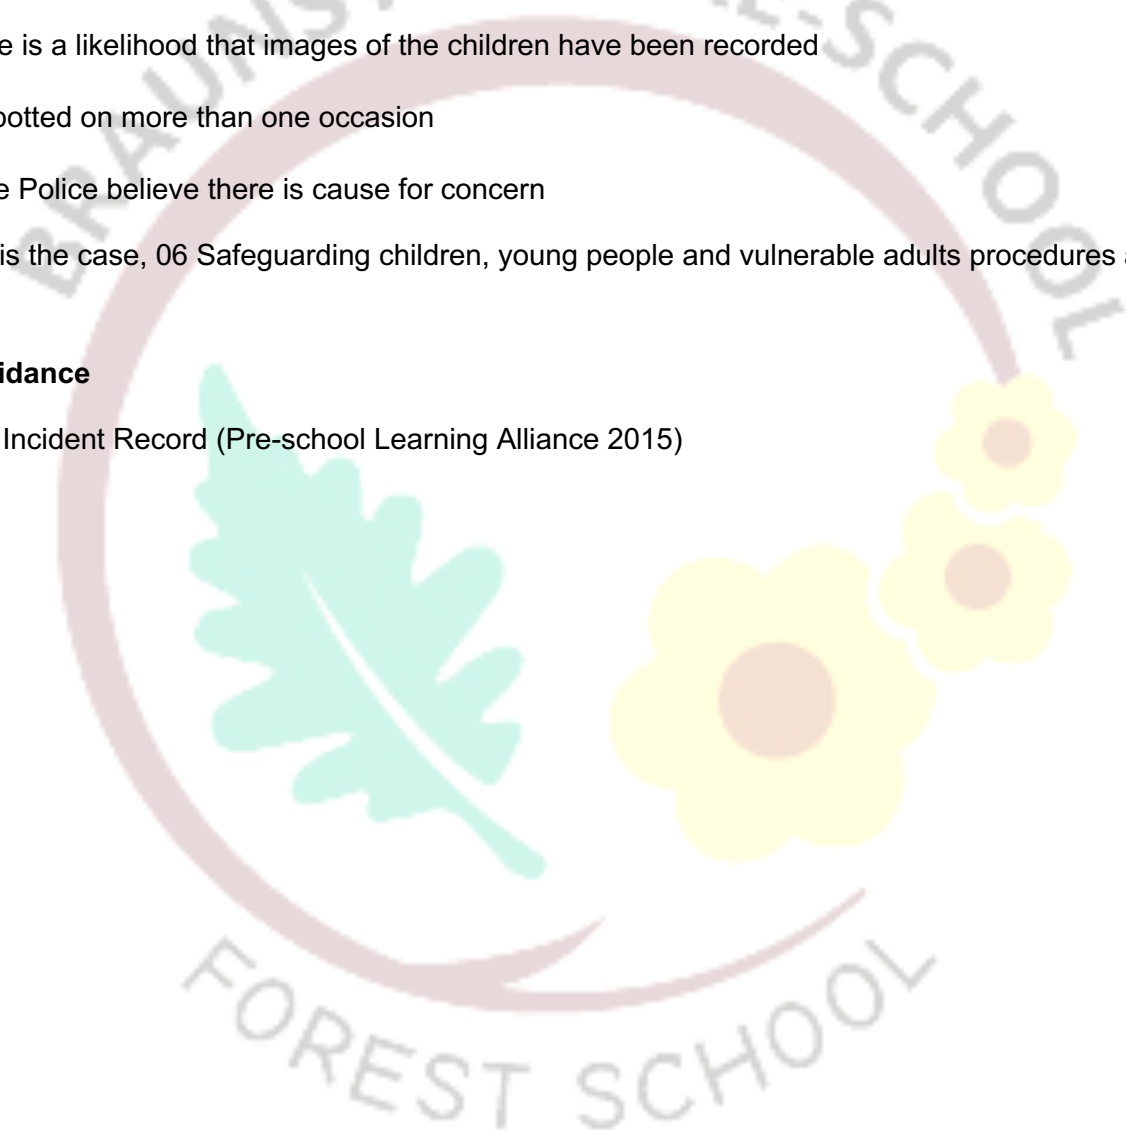 e is a likelihood that images of the children have been recorded
potted on more than one occasion
e Police believe there is cause for concern
is the case, 06 Safeguarding children, young people and vulnerable adults procedures
idance
Incident Record (Pre-school Learning Alliance 2015)
FOREST SCHOOL